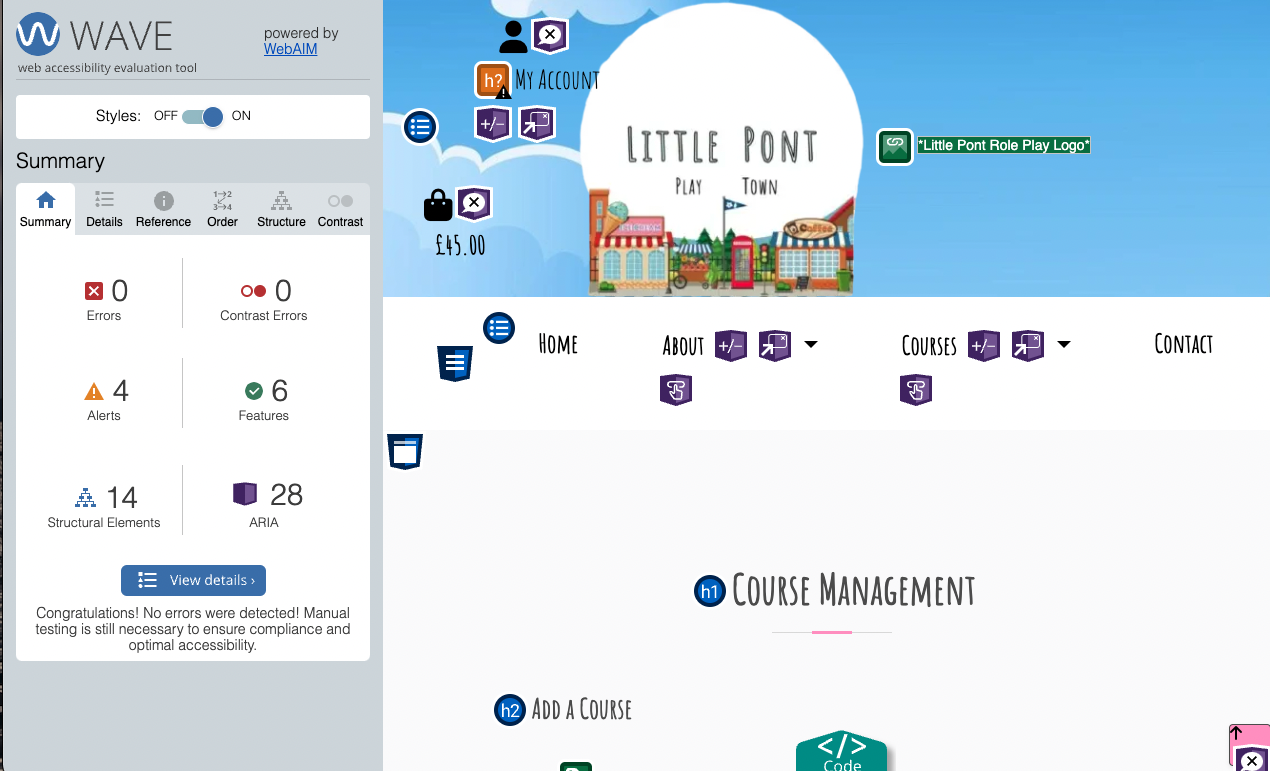 WAVE
powered by
WebAIM
web accessibility evaluation tool
Styles: OFF ON
Summary
Summary Details Reference Order Structure Contrast
0
Errors
0
Contrast Errors
4
Alerts
6
Features
14
Structural Elements
28
ARIA
View details ›
Congratulations! No errors were detected! Manual
testing is still necessary to ensure compliance and
optimal accessibility.
h? My Account
+/−
£45.00
Little Pont
Play Town
Coffee
*Little Pont Role Play Logo*
Home About +/− Courses +/− Contact
h1 Course Management
h2 Add a Course
</>
Code